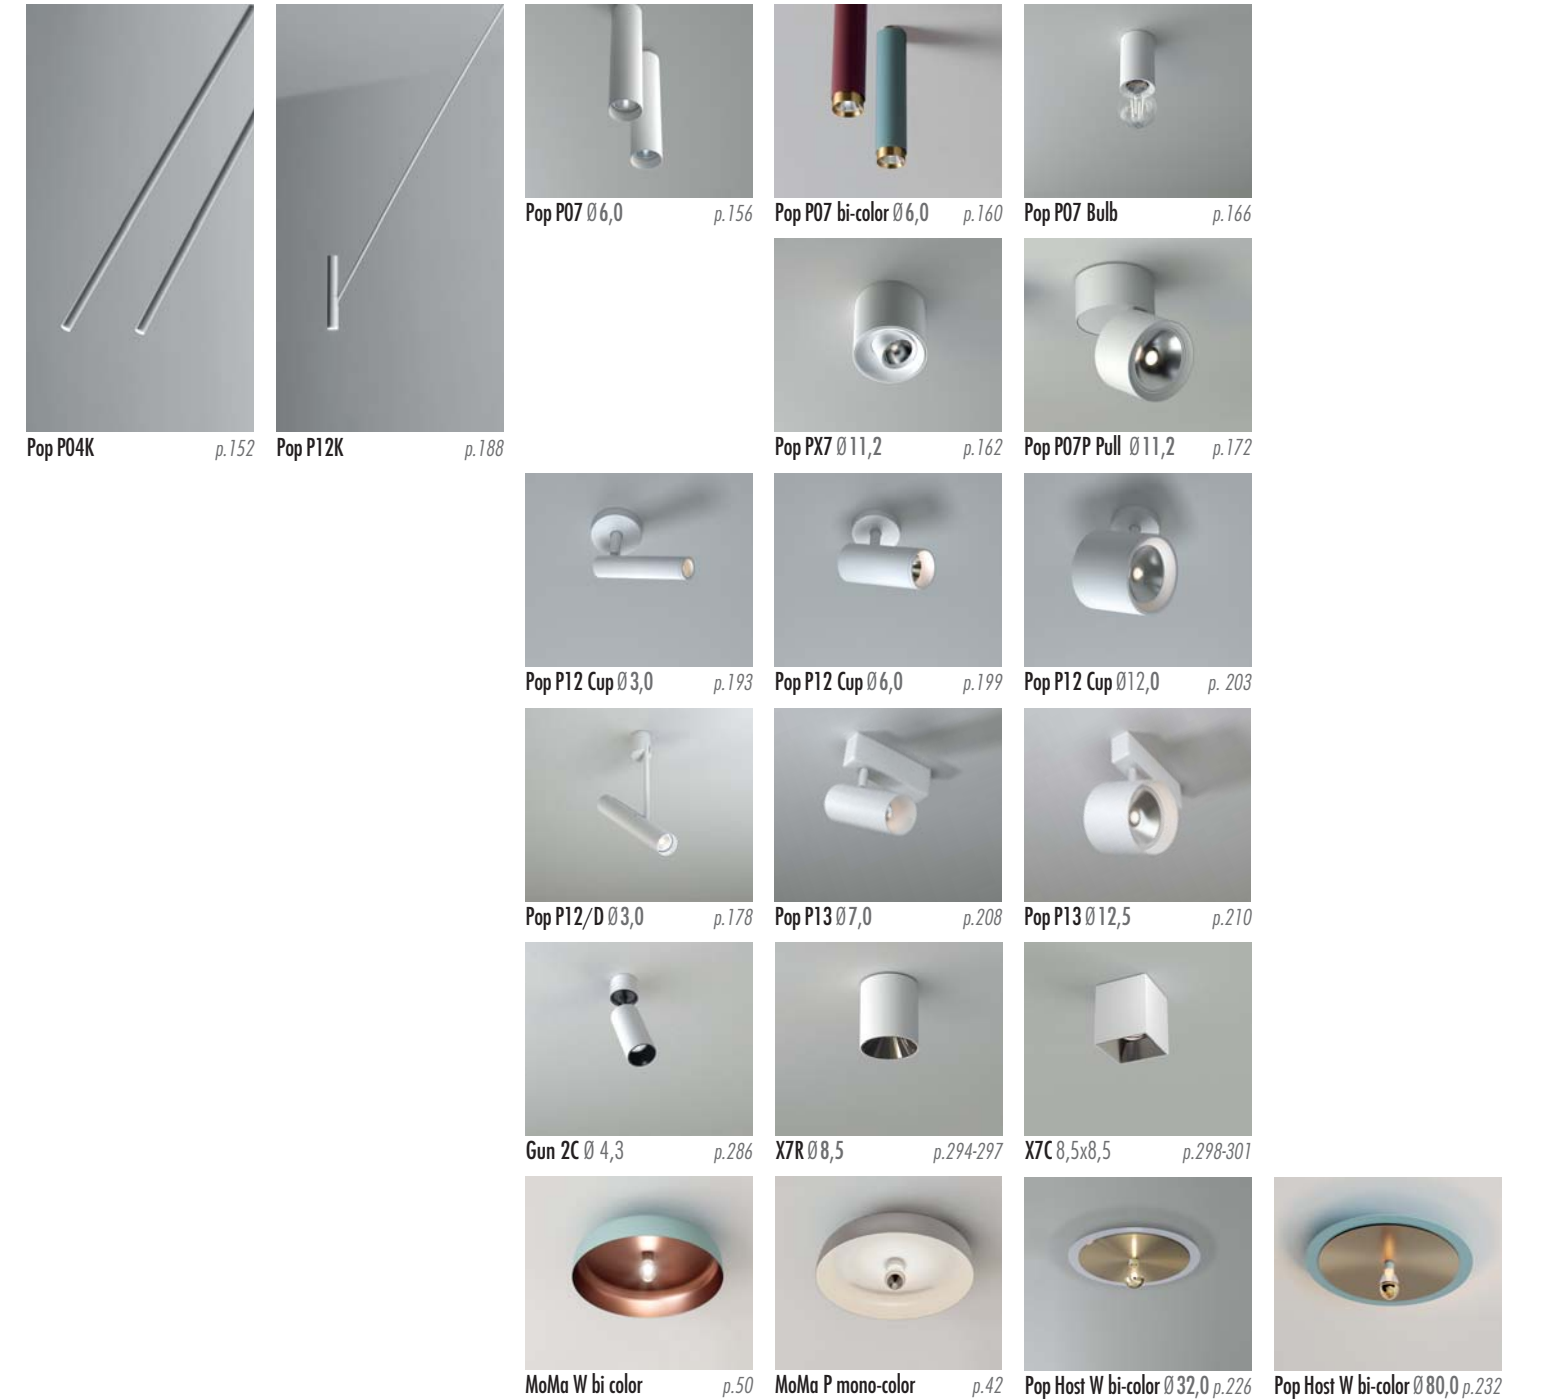 Pop P07 Ø6,0 p.156
Pop P07 bi-color Ø6,0 p.160
Pop P07 Bulb p.166
Pop P04K p.152
Pop P12K p.188
Pop PX7 Ø11,2 p.162
Pop P07P Pull Ø11,2 p.172
Pop P12 Cup Ø3,0 p.193
Pop P12 Cup Ø6,0 p.199
Pop P12 Cup Ø12,0 p. 203
Pop P12/D Ø3,0 p.178
Pop P13 Ø7,0 p.208
Pop P13 Ø12,5 p.210
Gun 2C Ø 4,3 p.286
X7R Ø8,5 p.294-297
X7C 8,5x8,5 p.298-301
MoMa W bi color p.50
MoMa P mono-color p.42
Pop Host W bi-color Ø32,0 p.226
Pop Host W bi-color Ø80,0 p.232